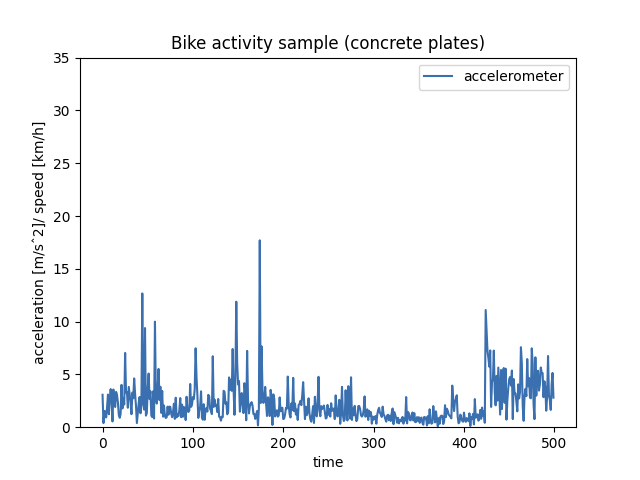 Bike activity sample (concrete plates)
accelerometer
35
30
25
20
15
10
5
0
acceleration [m/sˆ2]/ speed [km/h]
0 100 200 300 400 500
time